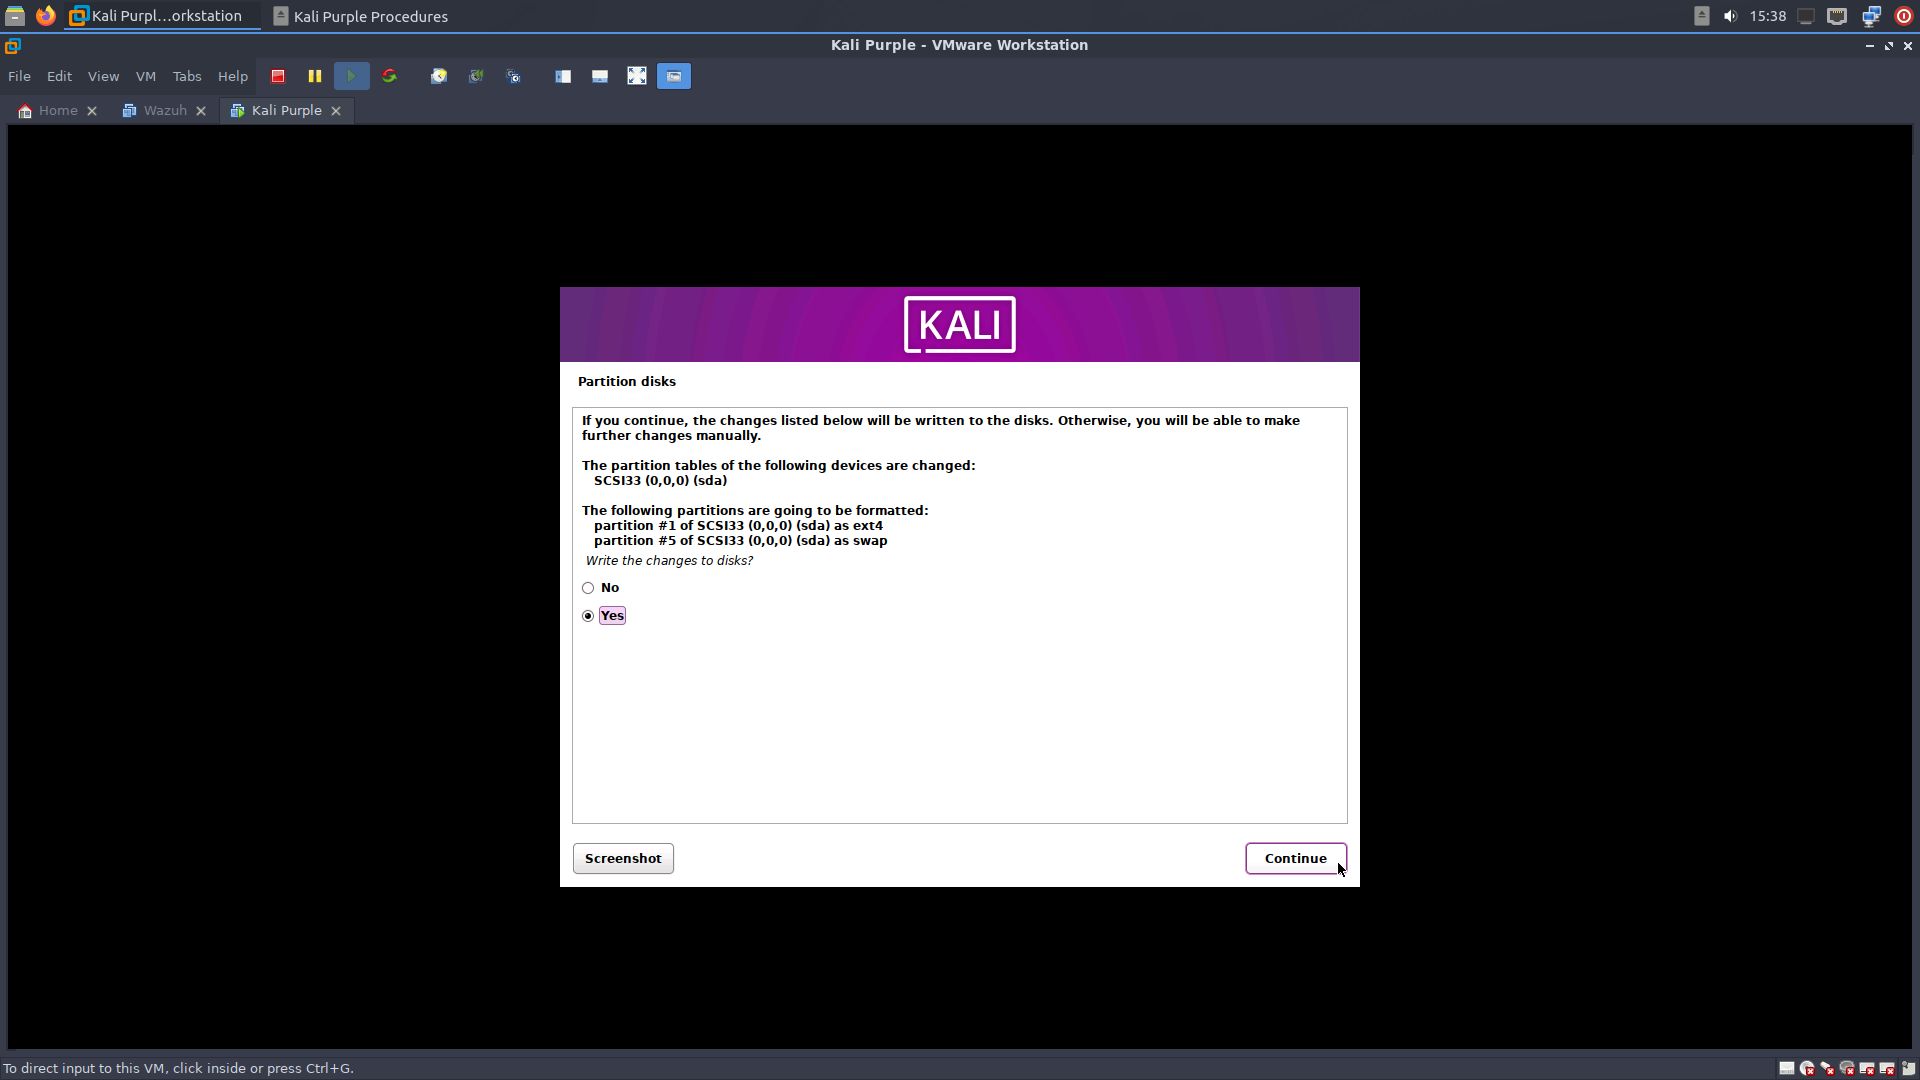 Kali Purpl...orkstation
Kali Purple Procedures
15:38
Kali Purple - VMware Workstation
File Edit View VM Tabs Help
Home Wazuh Kali Purple
KALI
Partition disks
If you continue, the changes listed below will be written to the disks. Otherwise, you will be able to make
further changes manually.
The partition tables of the following devices are changed:
SCSI33 (0,0,0) (sda)
The following partitions are going to be formatted:
partition #1 of SCSI33 (0,0,0) (sda) as ext4
partition #5 of SCSI33 (0,0,0) (sda) as swap
Write the changes to disks?
No
Yes
Screenshot Continue
To direct input to this VM, click inside or press Ctrl+G.